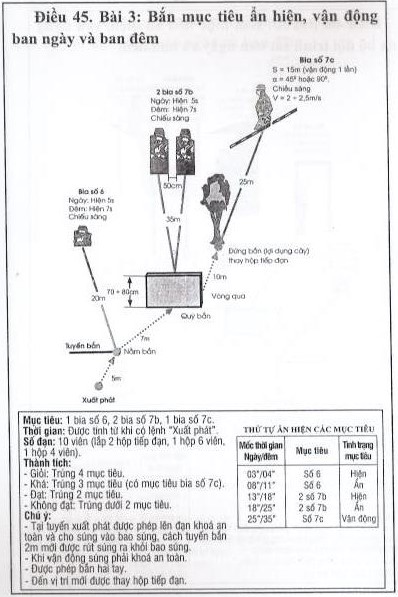 Điều 45. Bài 3: Bắn mục tiêu ẩn hiện, vận động
ban ngày và ban đêm
Bia số 7c
S = 15m (vận động 1 lần)
α = 45⁰ hoặc 90⁰.
Chiếu sáng
V = 2 ÷ 2,5m/s
2 bia số 7b
Ngày: Hiện 5s
Đêm: Hiện 7s
Chiếu sáng
50cm
25m
Bia số 6
Ngày: Hiện 5s
Đêm: Hiện 7s
Chiếu sáng
35m
Đứng bắn (lợi dụng cây)
thay hộp tiếp đạn
10m
70 ÷ 80cm
20m
Vòng qua
Quỳ bắn
7m
Tuyến bắn
Nằm bắn
5m
Xuất phát
Mục tiêu: 1 bia số 6, 2 bia số 7b, 1 bia số 7c.
Thời gian: Được tính từ khi có lệnh "Xuất phát".
Số đạn: 10 viên (lắp 2 hộp tiếp đạn, 1 hộp 6 viên,
1 hộp 4 viên).
Thành tích:
- Giỏi: Trúng 4 mục tiêu.
- Khá: Trúng 3 mục tiêu (có mục tiêu bia số 7c).
- Đạt: Trúng 2 mục tiêu.
- Không đạt: Trúng dưới 2 mục tiêu.
Chú ý:
- Tại tuyến xuất phát được phép lên đạn khoá an
toàn và cho súng vào bao súng, cách tuyến bắn
2m mới được rút súng ra khỏi bao súng.
- Khi vận động súng phải khoá an toàn.
- Được phép bắn hai tay.
- Đến vị trí mới được thay hộp tiếp đạn.
THỨ TỰ ẨN HIỆN CÁC MỤC TIÊU
Mốc thời gian Ngày/đêm Mục tiêu Tình trạng mục tiêu
03"/04" Số 6 Hiện
08"/11" Số 6 Ẩn
13"/18" 2 số 7b Hiện
18"/25" 2 số 7b Ẩn
25"/35" Số 7c Vận động